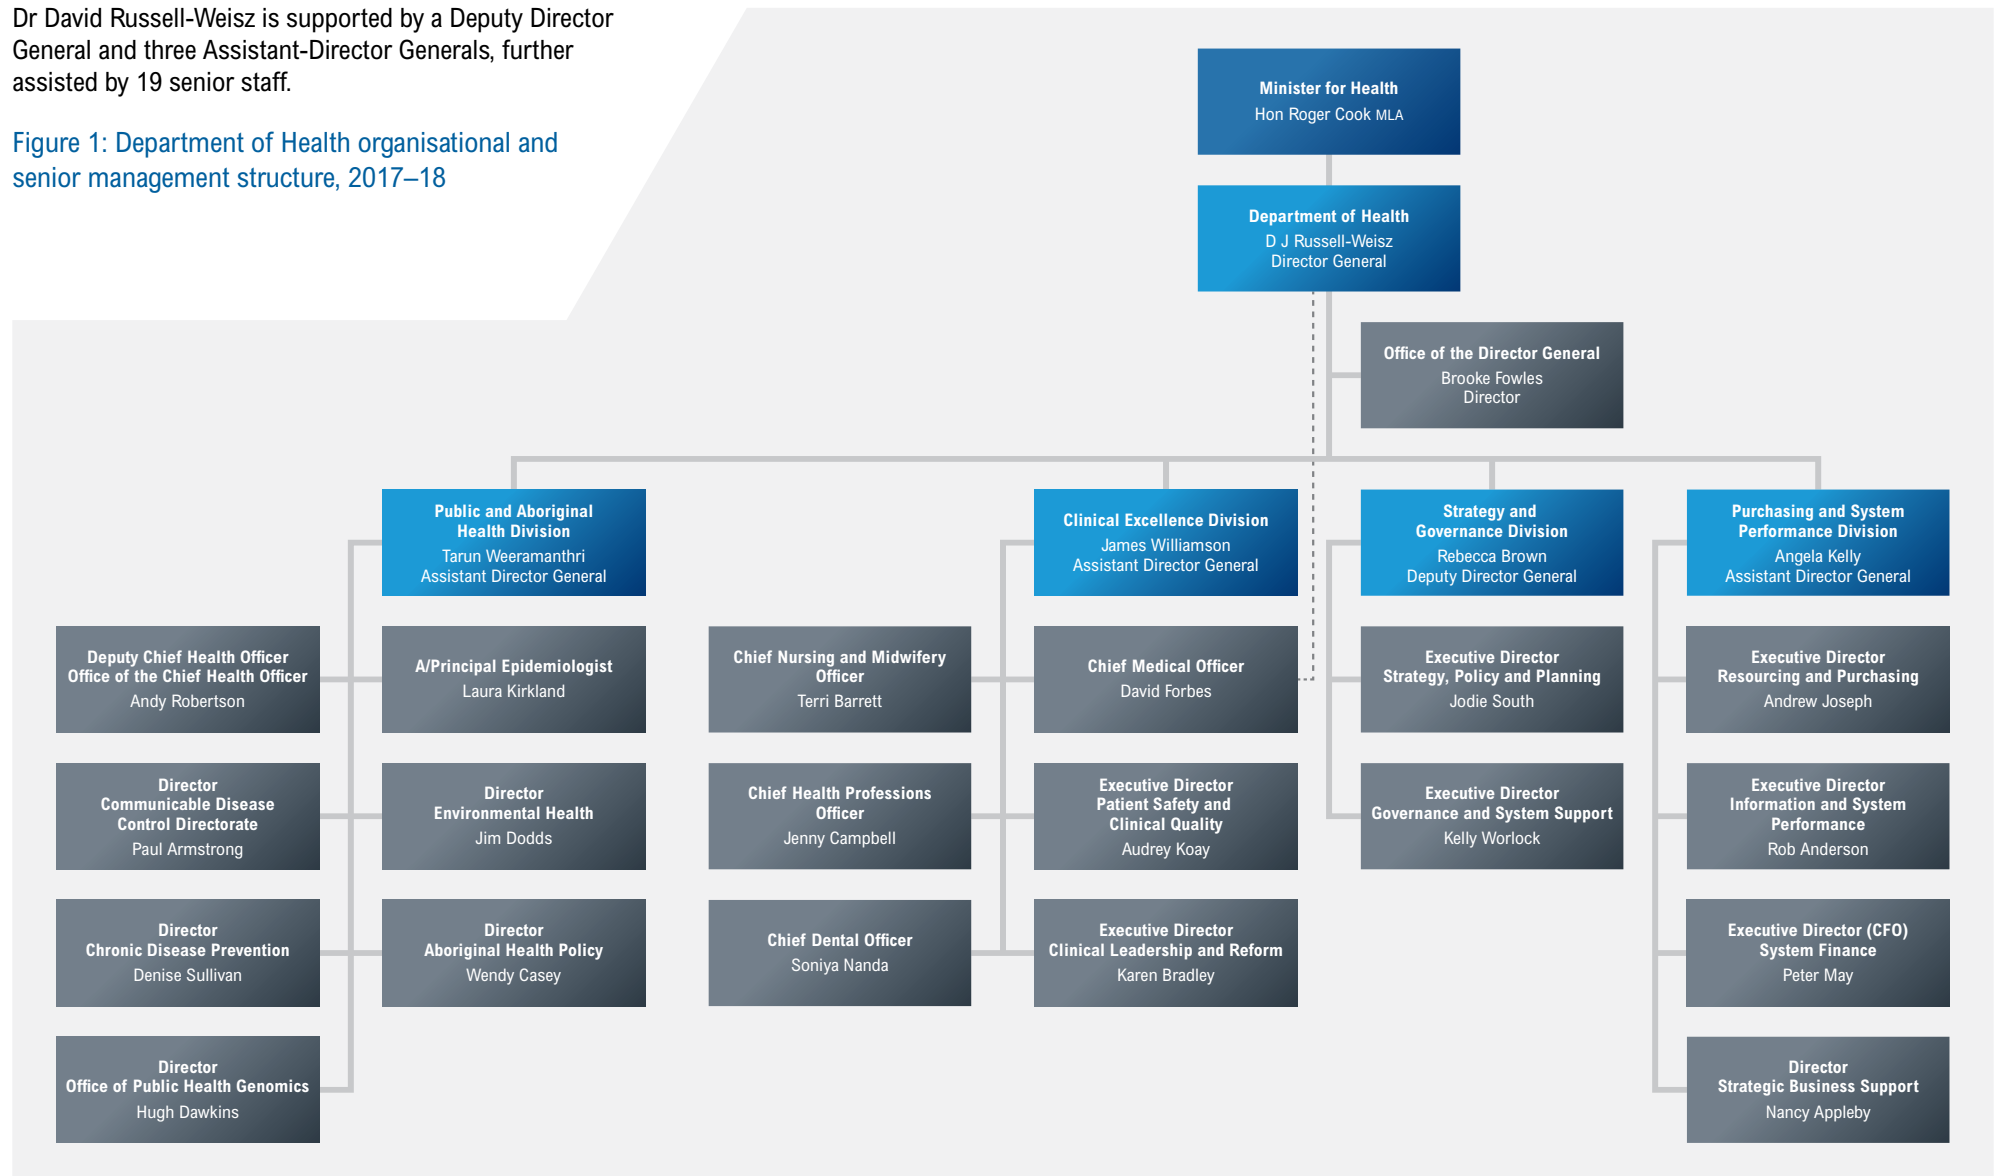 Dr David Russell-Weisz is supported by a Deputy Director
General and three Assistant-Director Generals, further
assisted by 19 senior staff.
Figure 1: Department of Health organisational and
senior management structure, 2017–18
Minister for Health
Hon Roger Cook MLA
Department of Health
D J Russell-Weisz
Director General
Office of the Director General
Brooke Fowles
Director
Public and Aboriginal
Health Division
Tarun Weeramanthri
Assistant Director General
Clinical Excellence Division
James Williamson
Assistant Director General
Strategy and
Governance Division
Rebecca Brown
Deputy Director General
Purchasing and System
Performance Division
Angela Kelly
Assistant Director General
Deputy Chief Health Officer
Office of the Chief Health Officer
Andy Robertson
A/Principal Epidemiologist
Laura Kirkland
Chief Nursing and Midwifery
Officer
Terri Barrett
Chief Medical Officer
David Forbes
Executive Director
Strategy, Policy and Planning
Jodie South
Executive Director
Resourcing and Purchasing
Andrew Joseph
Director
Communicable Disease
Control Directorate
Paul Armstrong
Director
Environmental Health
Jim Dodds
Chief Health Professions
Officer
Jenny Campbell
Executive Director
Patient Safety and
Clinical Quality
Audrey Koay
Executive Director
Governance and System Support
Kelly Worlock
Executive Director
Information and System
Performance
Rob Anderson
Director
Chronic Disease Prevention
Denise Sullivan
Director
Aboriginal Health Policy
Wendy Casey
Chief Dental Officer
Soniya Nanda
Executive Director
Clinical Leadership and Reform
Karen Bradley
Executive Director (CFO)
System Finance
Peter May
Director
Office of Public Health Genomics
Hugh Dawkins
Director
Strategic Business Support
Nancy Appleby